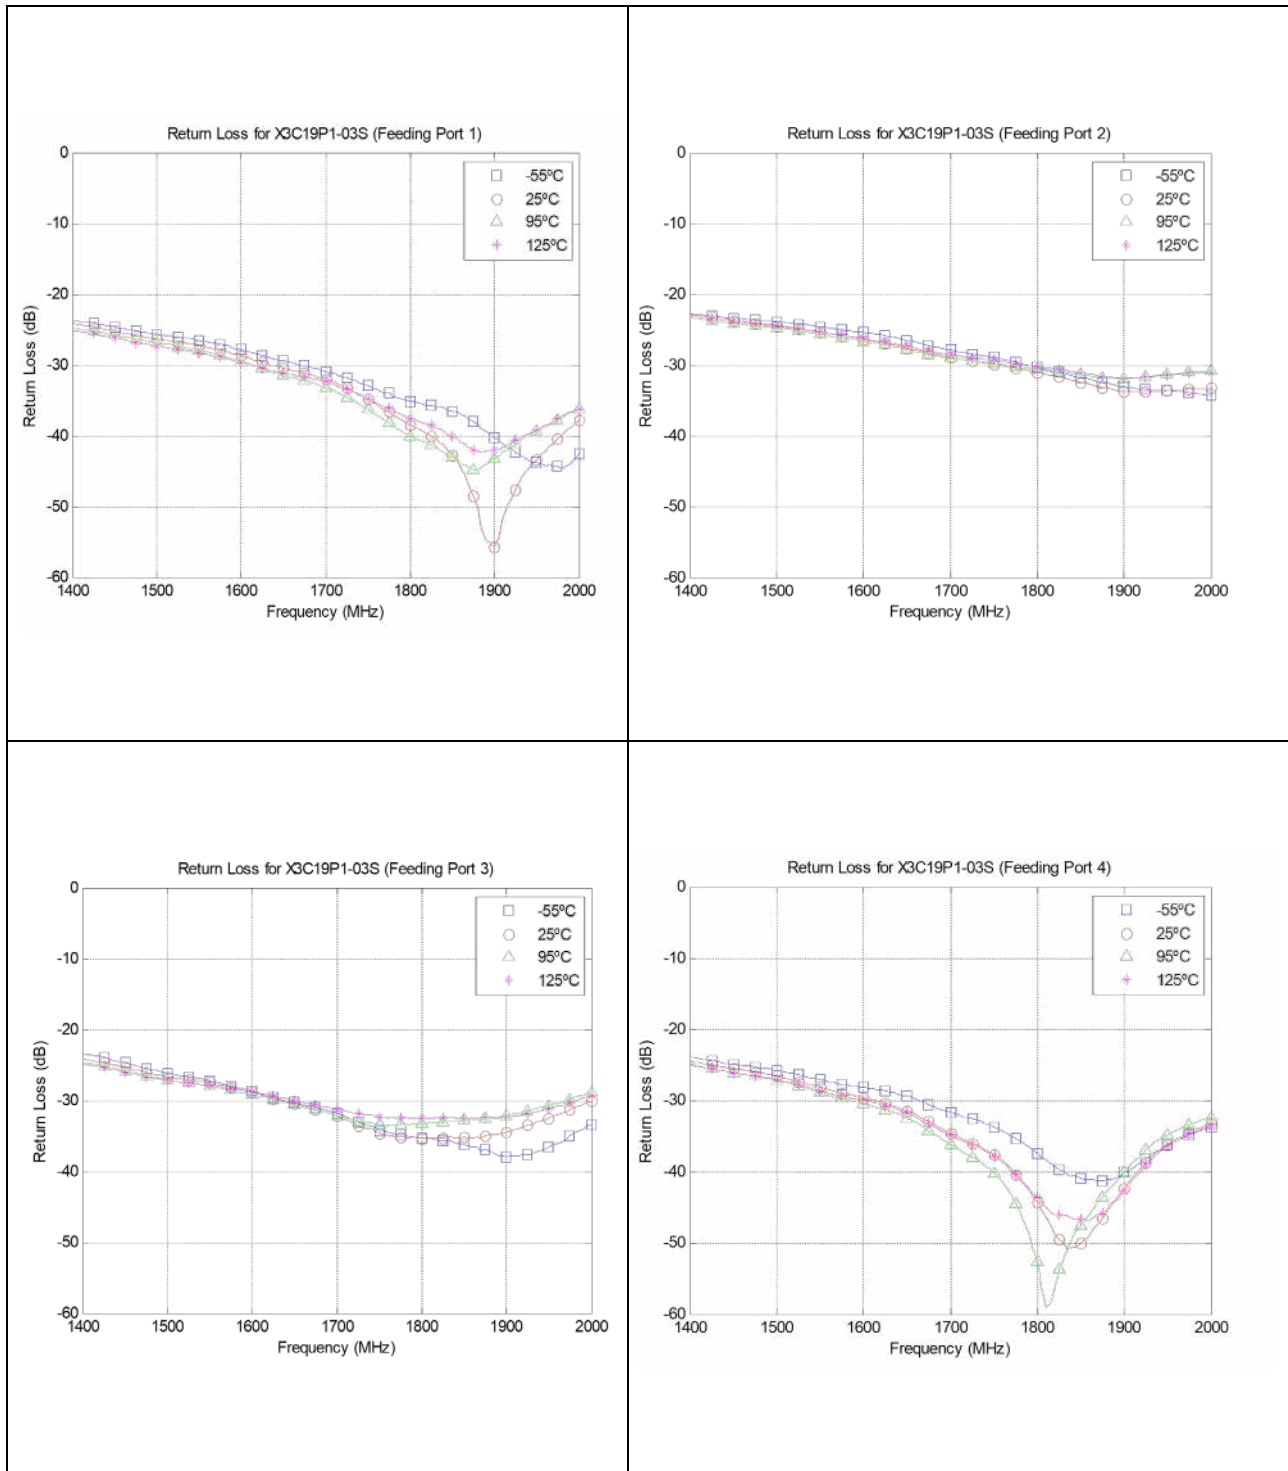 Return Loss for X3C19P1-03S (Feeding Port 1)
0
-10
-20
-30
-40
-50
-60
Return Loss (dB)
-55ºC
25ºC
95ºC
125ºC
1400 1500 1600 1700 1800 1900 2000
Frequency (MHz)
Return Loss for X3C19P1-03S (Feeding Port 2)
0
-10
-20
-30
-40
-50
-60
Return Loss (dB)
-55ºC
25ºC
95ºC
125ºC
1400 1500 1600 1700 1800 1900 2000
Frequency (MHz)
Return Loss for X3C19P1-03S (Feeding Port 3)
0
-10
-20
-30
-40
-50
-60
Return Loss (dB)
-55ºC
25ºC
95ºC
125ºC
1400 1500 1600 1700 1800 1900 2000
Frequency (MHz)
Return Loss for X3C19P1-03S (Feeding Port 4)
0
-10
-20
-30
-40
-50
-60
Return Loss (dB)
-55ºC
25ºC
95ºC
125ºC
1400 1500 1600 1700 1800 1900 2000
Frequency (MHz)